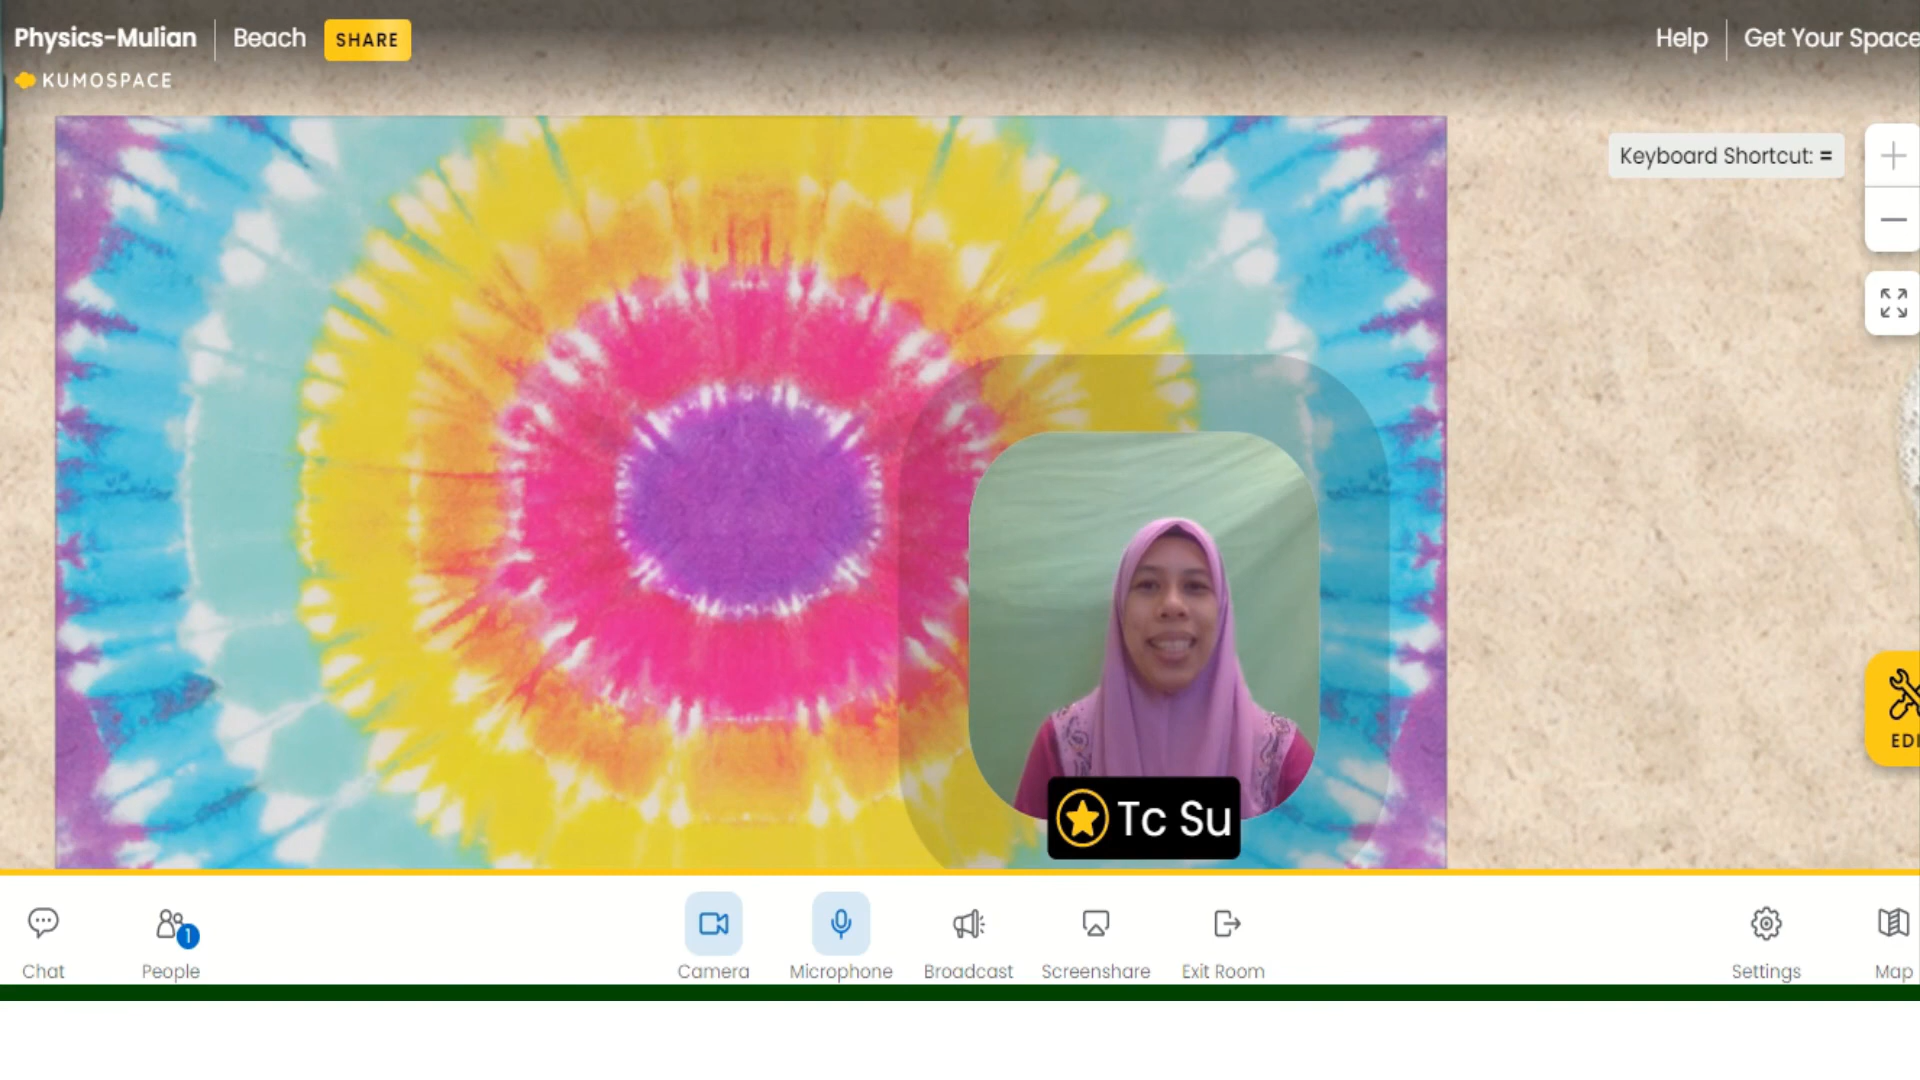 Physics-Mulian
Beach
SHARE
Help
Get Your Space
KUMOSPACE
Keyboard Shortcut: =
EDI
Tc Su
1
Chat
People
Camera
Microphone
Broadcast
Screenshare
Exit Room
Settings
Map